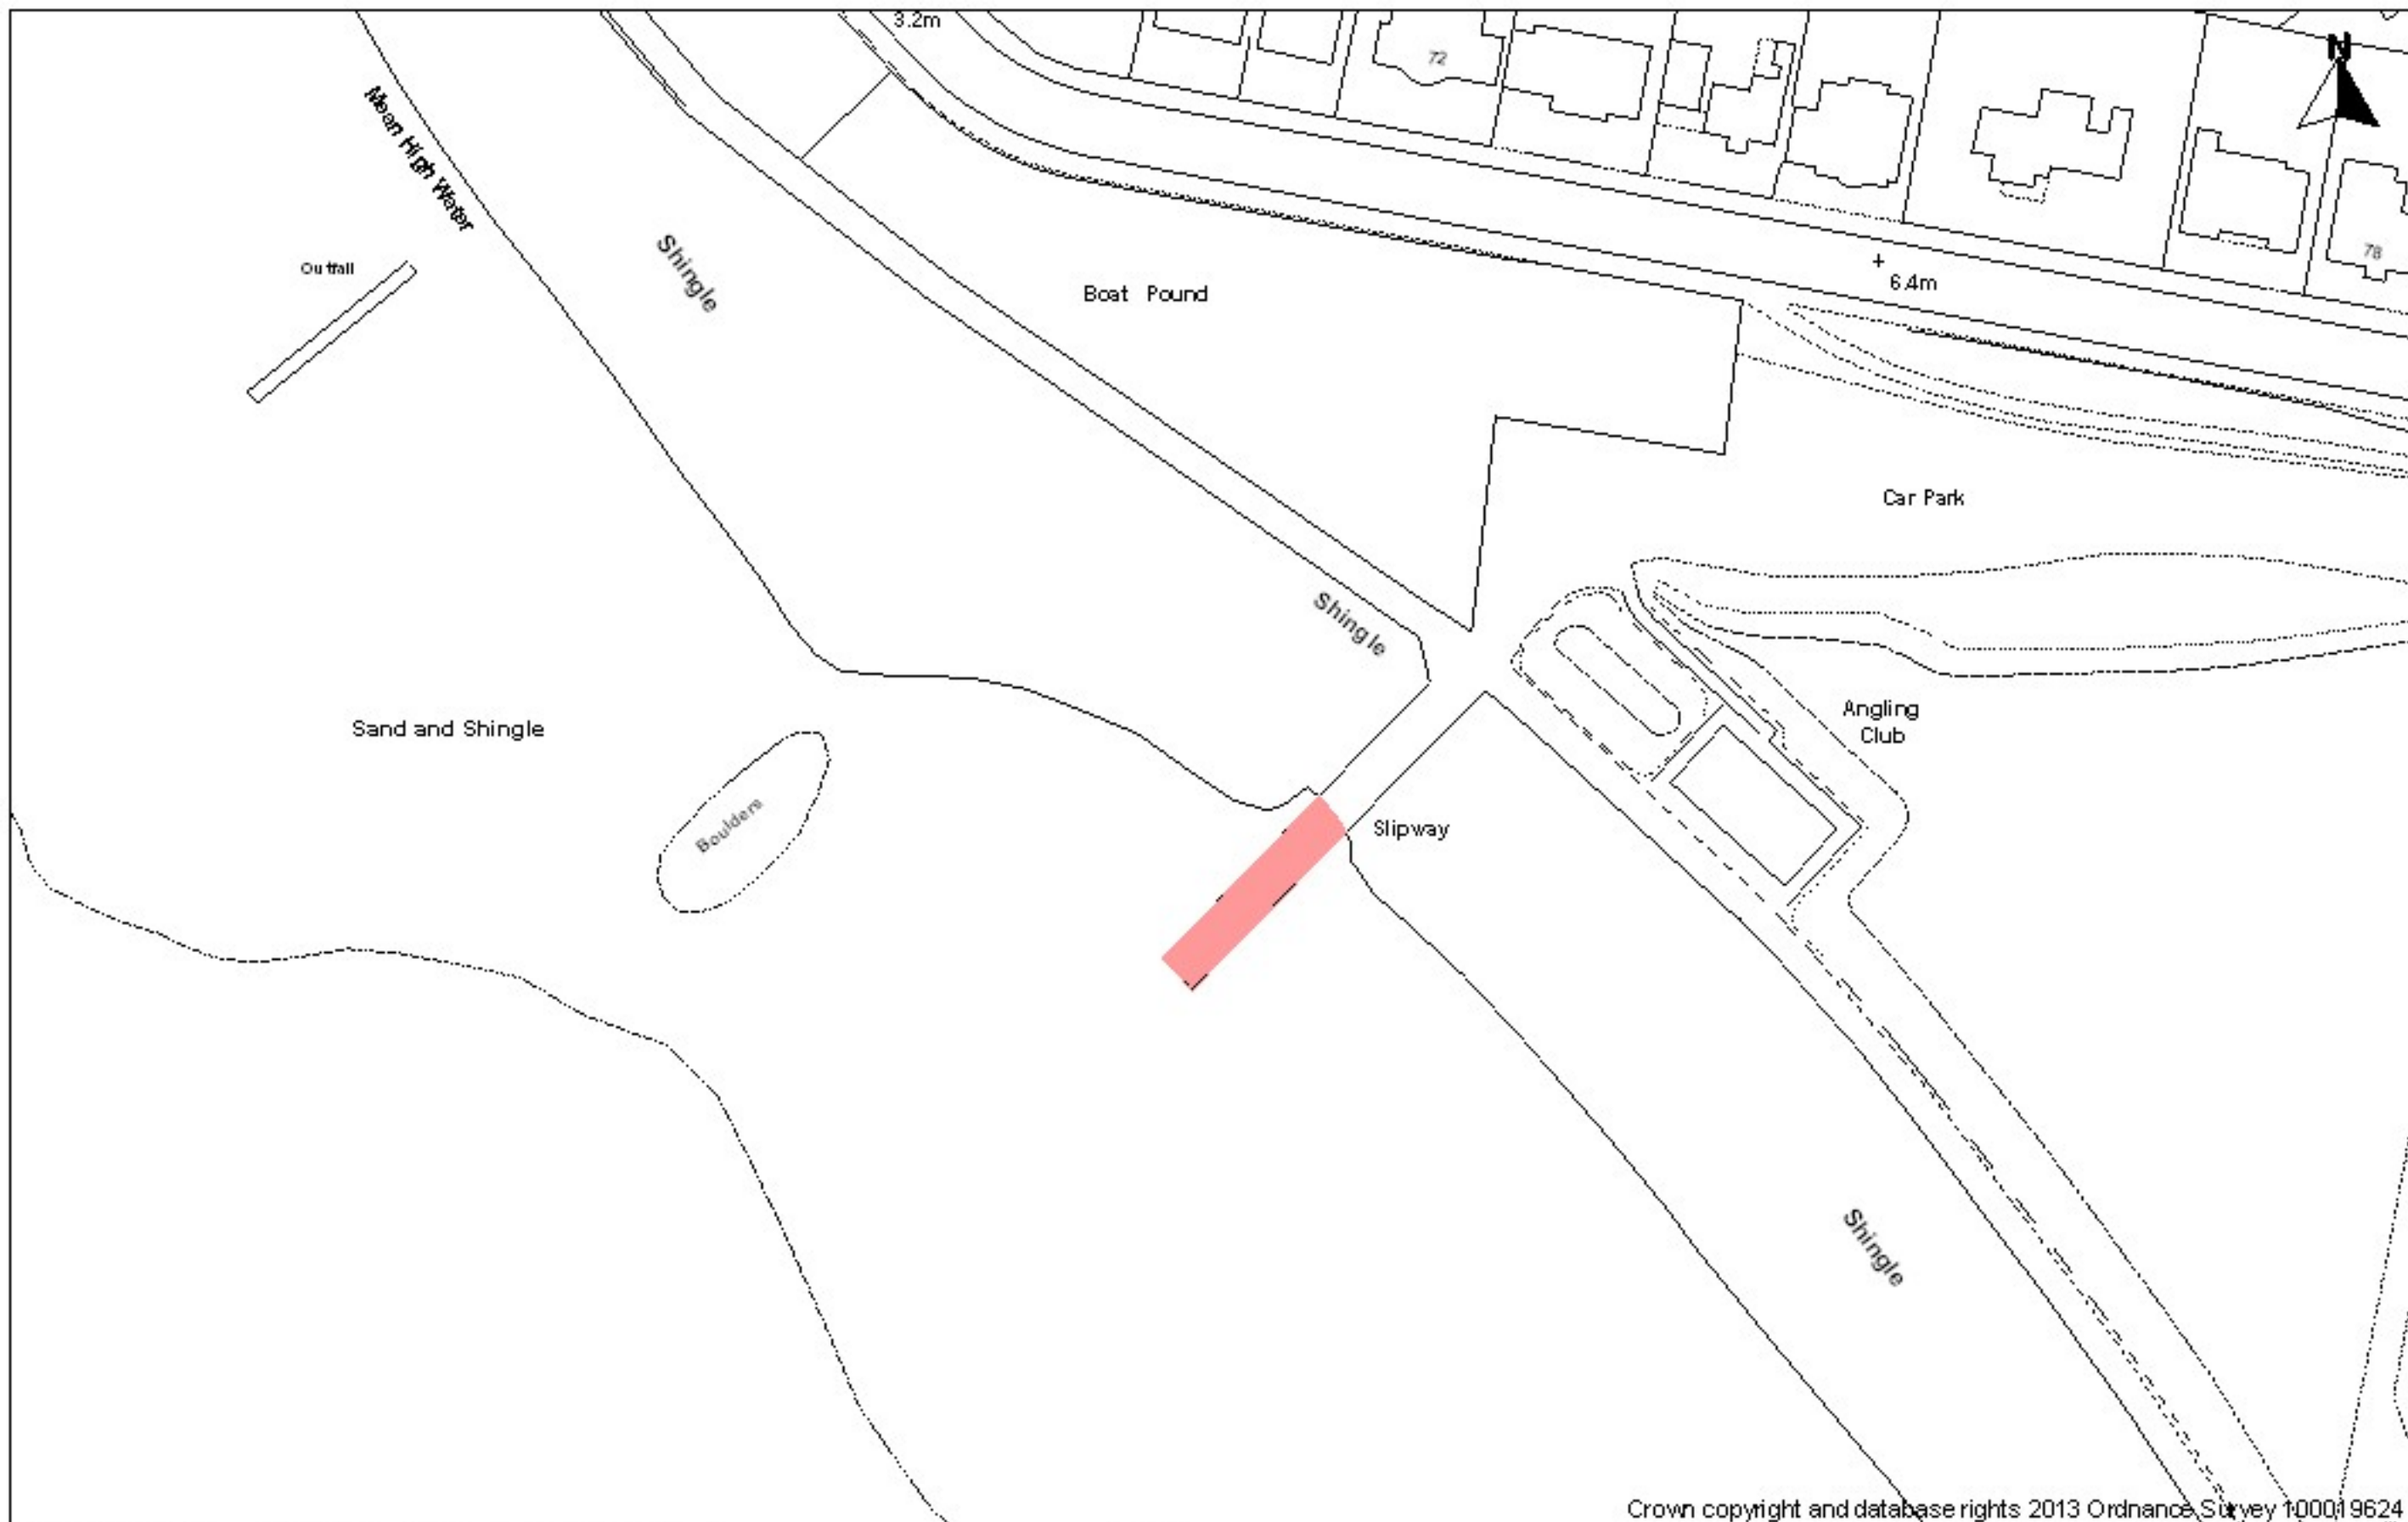 3.2m
72
N
Mean High Water
Shingle
Outfall
Boat Pound
78
6.4m
Car Park
Shingle
Sand and Shingle
Angling
Club
Boulders
Slipway
Shingle
Crown copyright and database rights 2013 Ordnance Survey 100019624